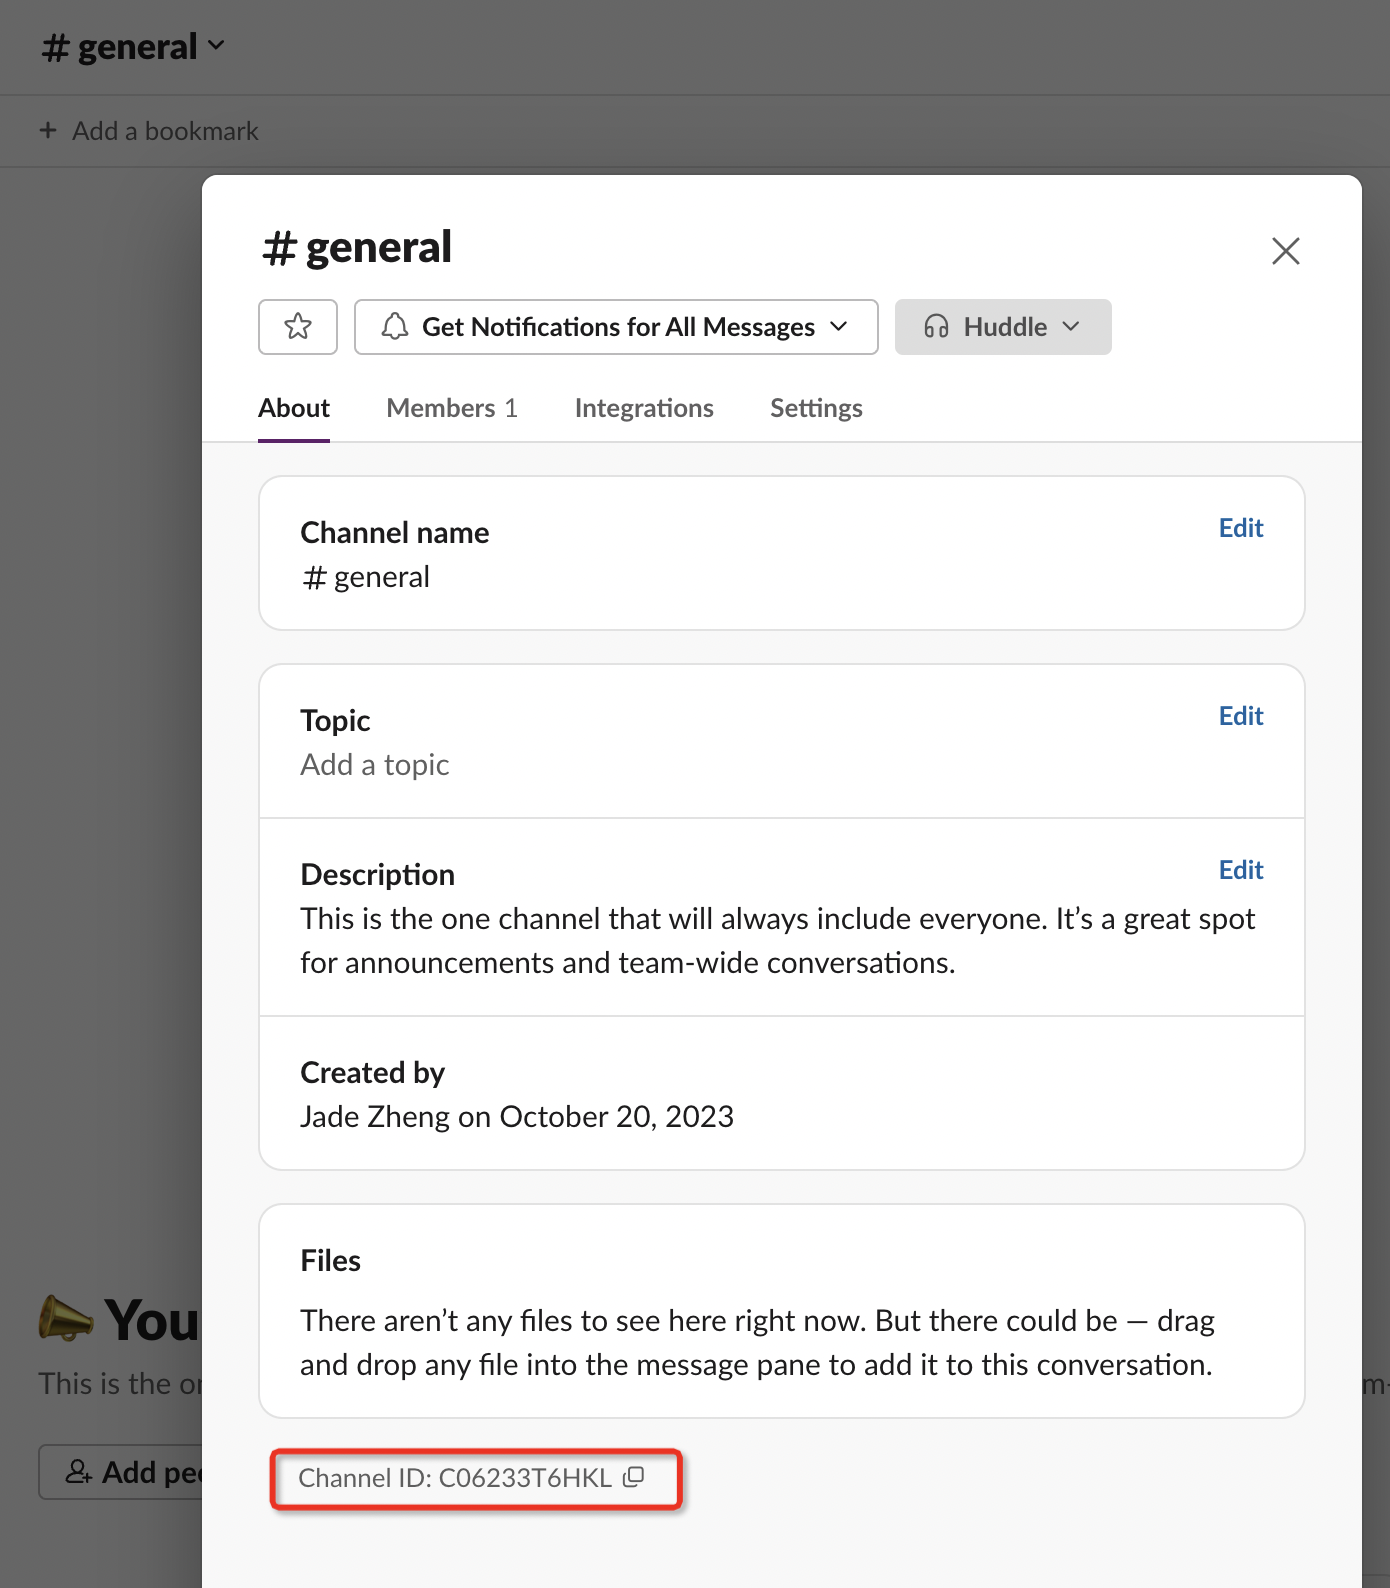 # general
+ Add a bookmark
# general
Get Notifications for All Messages
Huddle
About
Members 1
Integrations
Settings
Channel name
Edit
# general
Topic
Edit
Add a topic
Description
Edit
This is the one channel that will always include everyone. It’s a great spot
for announcements and team-wide conversations.
Created by
Jade Zheng on October 20, 2023
Files
There aren’t any files to see here right now. But there could be — drag
and drop any file into the message pane to add it to this conversation.
You
This is the
Add
Channel ID: C06233T6HKL